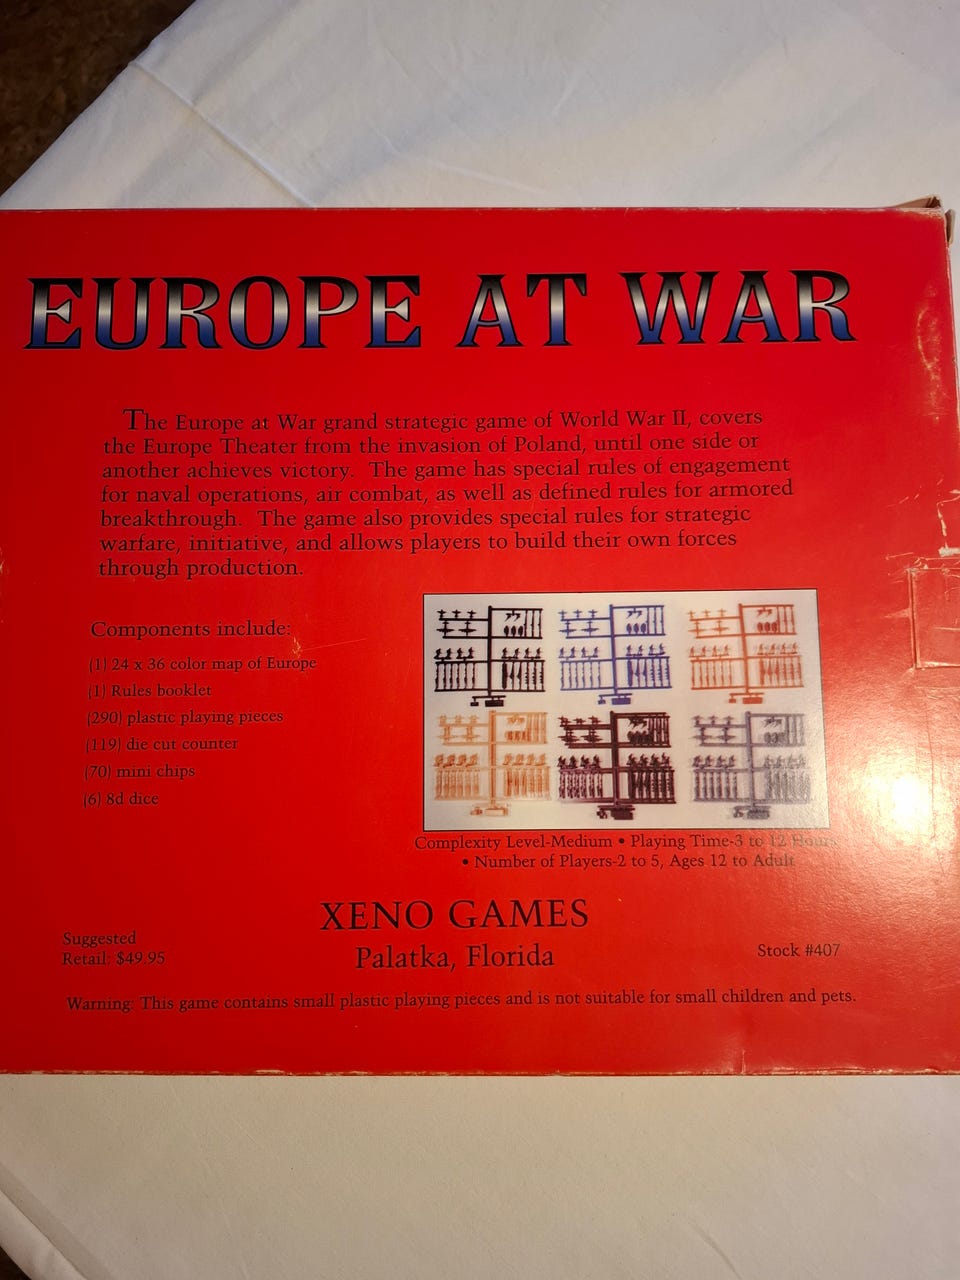 EUROPE AT WAR
The Europe at War grand strategic game of World War II, covers
the Europe Theater from the invasion of Poland, until one side or
another achieves victory. The game has special rules of engagement
for naval operations, air combat, as well as defined rules for armored
breakthrough. The game also provides special rules for strategic
warfare, initiative, and allows players to build their own forces
through production.
Components include:
(1) 24 x 36 color map of Europe
(1) Rules booklet
(290) plastic playing pieces
(119) die cut counter
(70) mini chips
(6) 8d dice
Complexity Level-Medium • Playing Time-3 to 12 Hours
• Number of Players-2 to 5, Ages 12 to Adult
XENO GAMES
Palatka, Florida
Suggested
Retail: $49.95
Stock #407
Warning: This game contains small plastic playing pieces and is not suitable for small children and pets.